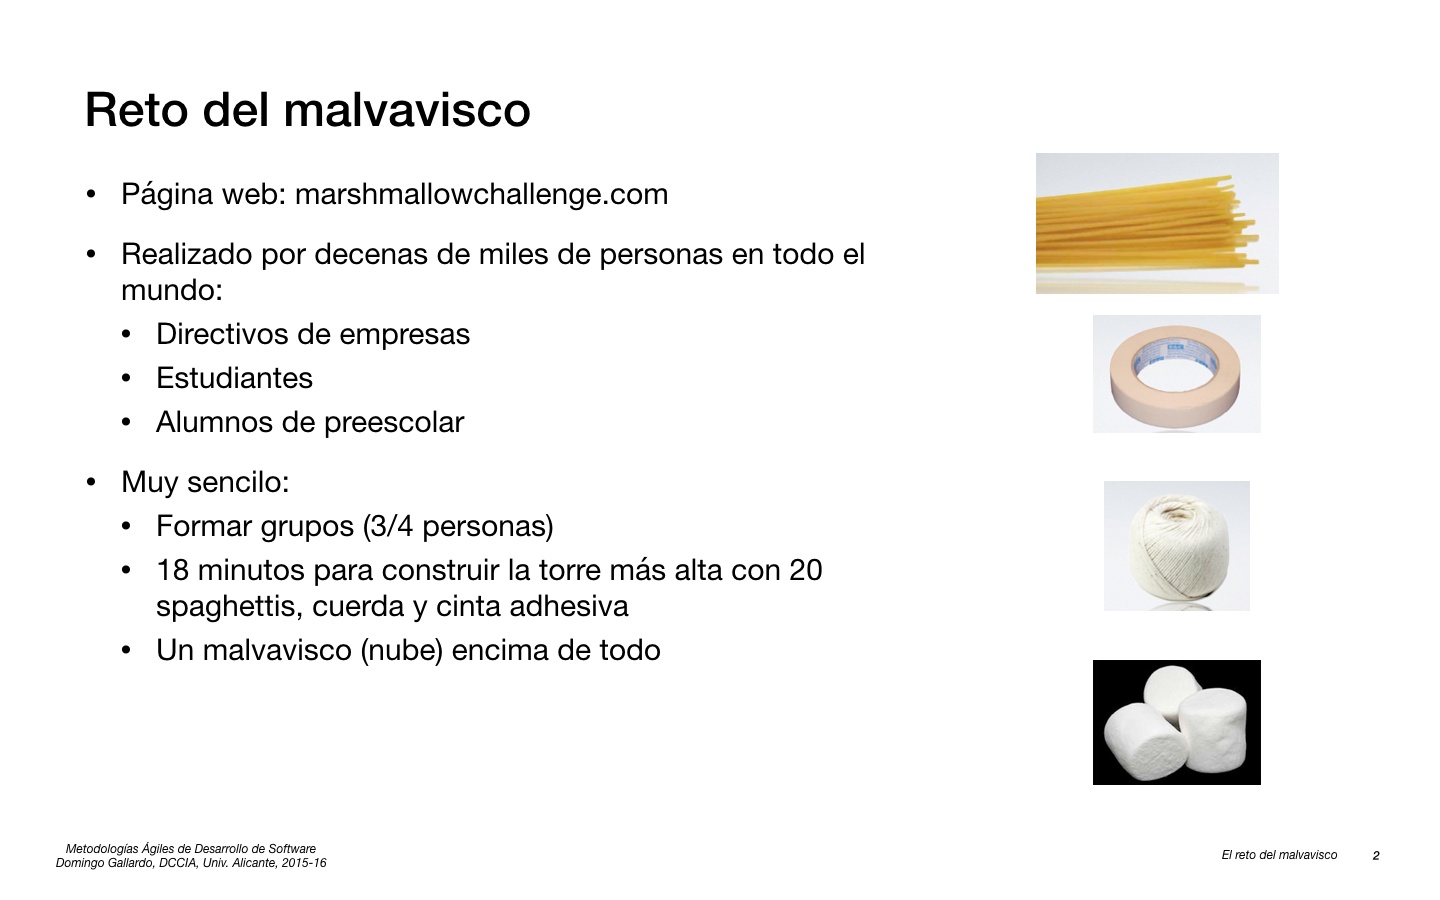 Reto del malvavisco
• Página web: marshmallowchallenge.com
• Realizado por decenas de miles de personas en todo el
mundo:
• Directivos de empresas
• Estudiantes
• Alumnos de preescolar
• Muy sencilo:
• Formar grupos (3/4 personas)
• 18 minutos para construir la torre más alta con 20
spaghettis, cuerda y cinta adhesiva
• Un malvavisco (nube) encima de todo
Metodologías Ágiles de Desarrollo de Software
Domingo Gallardo, DCCIA, Univ. Alicante, 2015-16
El reto del malvavisco 2